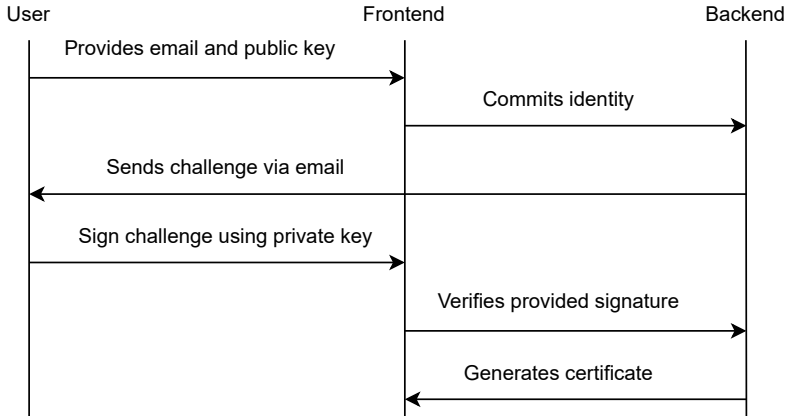 User
Frontend
Backend
Provides email and public key
Commits identity
Sends challenge via email
Sign challenge using private key
Verifies provided signature
Generates certificate